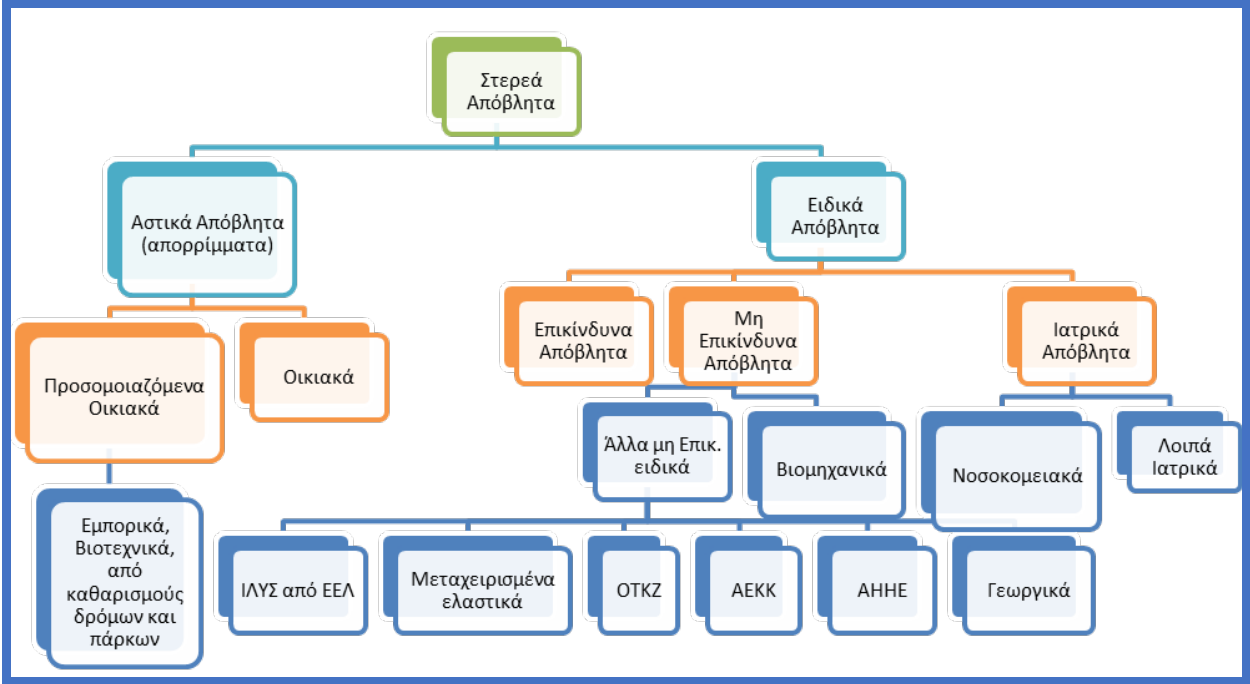 Στερεά
Απόβλητα
Αστικά Απόβλητα
(απορρίμματα)
Ειδικά
Απόβλητα
Προσομοιαζόμενα
Οικιακά
Οικιακά
Επικίνδυνα
Απόβλητα
Μη
Επικίνδυνα
Απόβλητα
Ιατρικά
Απόβλητα
Εμπορικά,
Βιοτεχνικά,
από
καθαρισμούς
δρόμων και
πάρκων
Άλλα μη Επικ.
ειδικά
Βιομηχανικά
Νοσοκομειακά
Λοιπά
Ιατρικά
ΙΛΥΣ από ΕΕΛ
Μεταχειρισμένα
ελαστικά
ΟΤΚΖ
ΑΕΚΚ
ΑΗΗΕ
Γεωργικά